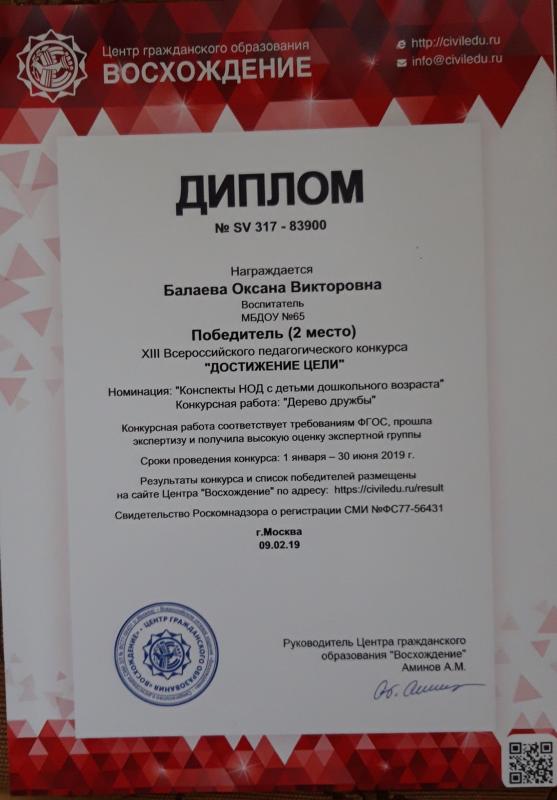 Центр гражданского образования
ВОСХОЖДЕНИЕ
http://civiledu.ru
info@civiledu.ru
ДИПЛОМ
№ SV 317 - 83900
Награждается
Балаева Оксана Викторовна
Воспитатель
МБДОУ №65
Победитель (2 место)
XIII Всероссийского педагогического конкурса
"ДОСТИЖЕНИЕ ЦЕЛИ"
Номинация: "Конспекты НОД с детьми дошкольного возраста"
Конкурсная работа: "Дерево дружбы"
Конкурсная работа соответствует требованиям ФГОС, прошла
экспертизу и получила высокую оценку экспертной группы
Сроки проведения конкурса: 1 января – 30 июня 2019 г.
Результаты конкурса и список победителей размещены
на сайте Центра "Восхождение" по адресу: https://civiledu.ru/result
Свидетельство Роскомнадзора о регистрации СМИ №ФС77-56431
г.Москва
09.02.19
ЦЕНТР ГРАЖДАНСКОГО ОБРАЗОВАНИЯ «ВОСХОЖДЕНИЕ»
Руководитель Центра гражданского
образования "Восхождение"
Аминов А.М.